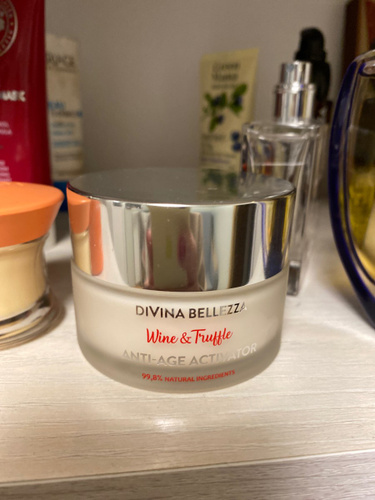 DIVINA BELLEZZA
Wine & Truffle
ANTI-AGE ACTIVATOR
99,8% NATURAL INGREDIENTS